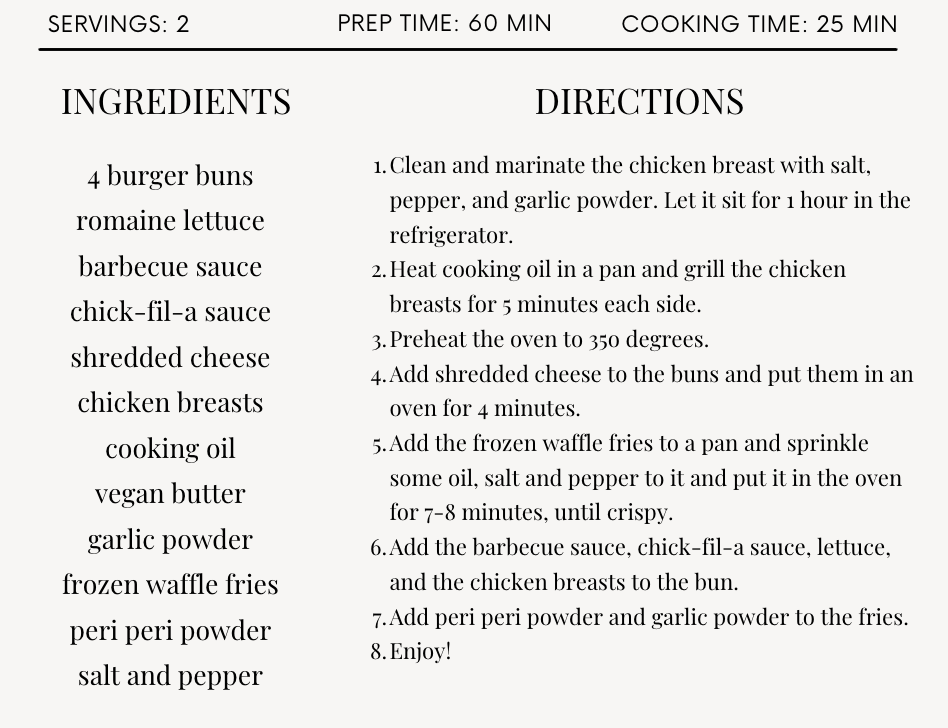 SERVINGS: 2
PREP TIME: 60 MIN
COOKING TIME: 25 MIN
INGREDIENTS
4 burger buns
romaine lettuce
barbecue sauce
chick-fil-a sauce
shredded cheese
chicken breasts
cooking oil
vegan butter
garlic powder
frozen waffle fries
peri peri powder
salt and pepper
DIRECTIONS
1. Clean and marinate the chicken breast with salt,
pepper, and garlic powder. Let it sit for 1 hour in the
refrigerator.
2. Heat cooking oil in a pan and grill the chicken
breasts for 5 minutes each side.
3. Preheat the oven to 350 degrees.
4. Add shredded cheese to the buns and put them in an
oven for 4 minutes.
5. Add the frozen waffle fries to a pan and sprinkle
some oil, salt and pepper to it and put it in the oven
for 7-8 minutes, until crispy.
6. Add the barbecue sauce, chick-fil-a sauce, lettuce,
and the chicken breasts to the bun.
7. Add peri peri powder and garlic powder to the fries.
8. Enjoy!